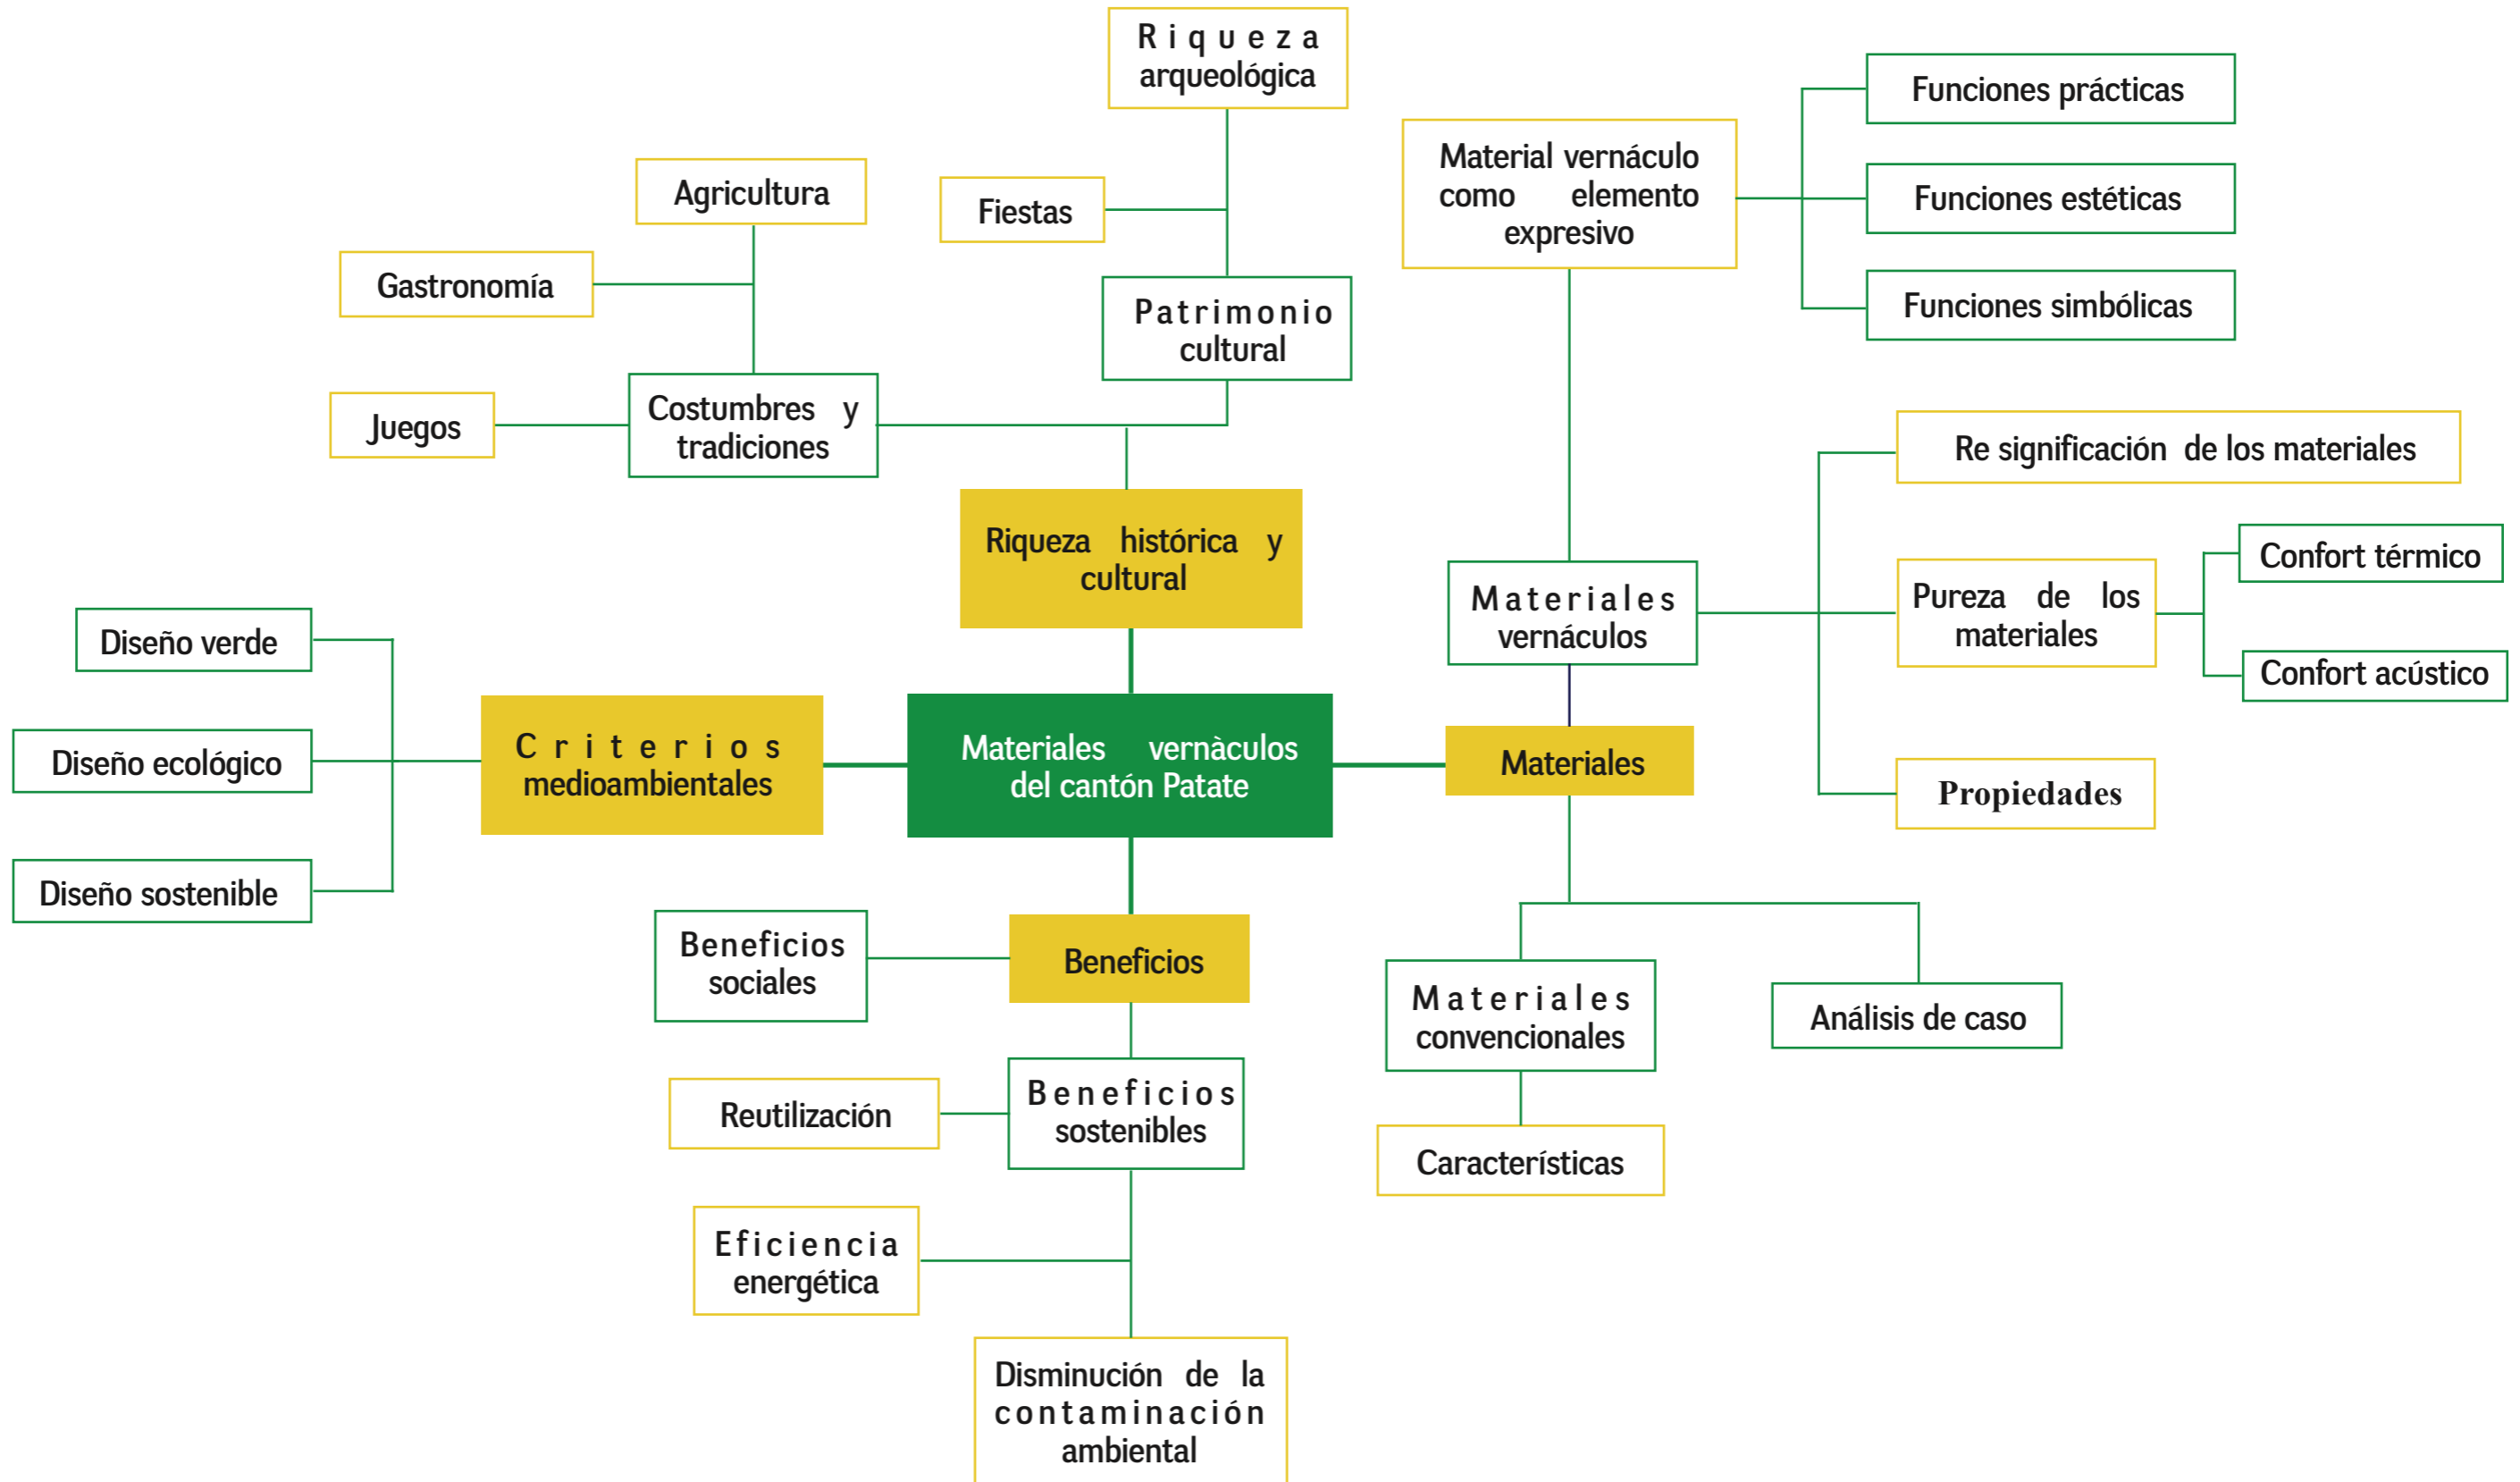 Riqueza
arqueológica
Funciones prácticas
Material vernáculo
como elemento
expresivo
Agricultura
Fiestas
Funciones estéticas
Gastronomía
Patrimonio
cultural
Funciones simbólicas
Costumbres y
tradiciones
Juegos
Re significación de los materiales
Riqueza histórica y
cultural
Confort térmico
Materiales
vernáculos
Pureza de los
materiales
Diseño verde
Confort acústico
Criterios
medioambientales
Materiales vernàculos
del cantón Patate
Materiales
Diseño ecológico
Propiedades
Diseño sostenible
Beneficios
sociales
Beneficios
Materiales
convencionales
Análisis de caso
Reutilización
Beneficios
sostenibles
Características
Eficiencia
energética
Disminución de la
contaminación
ambiental